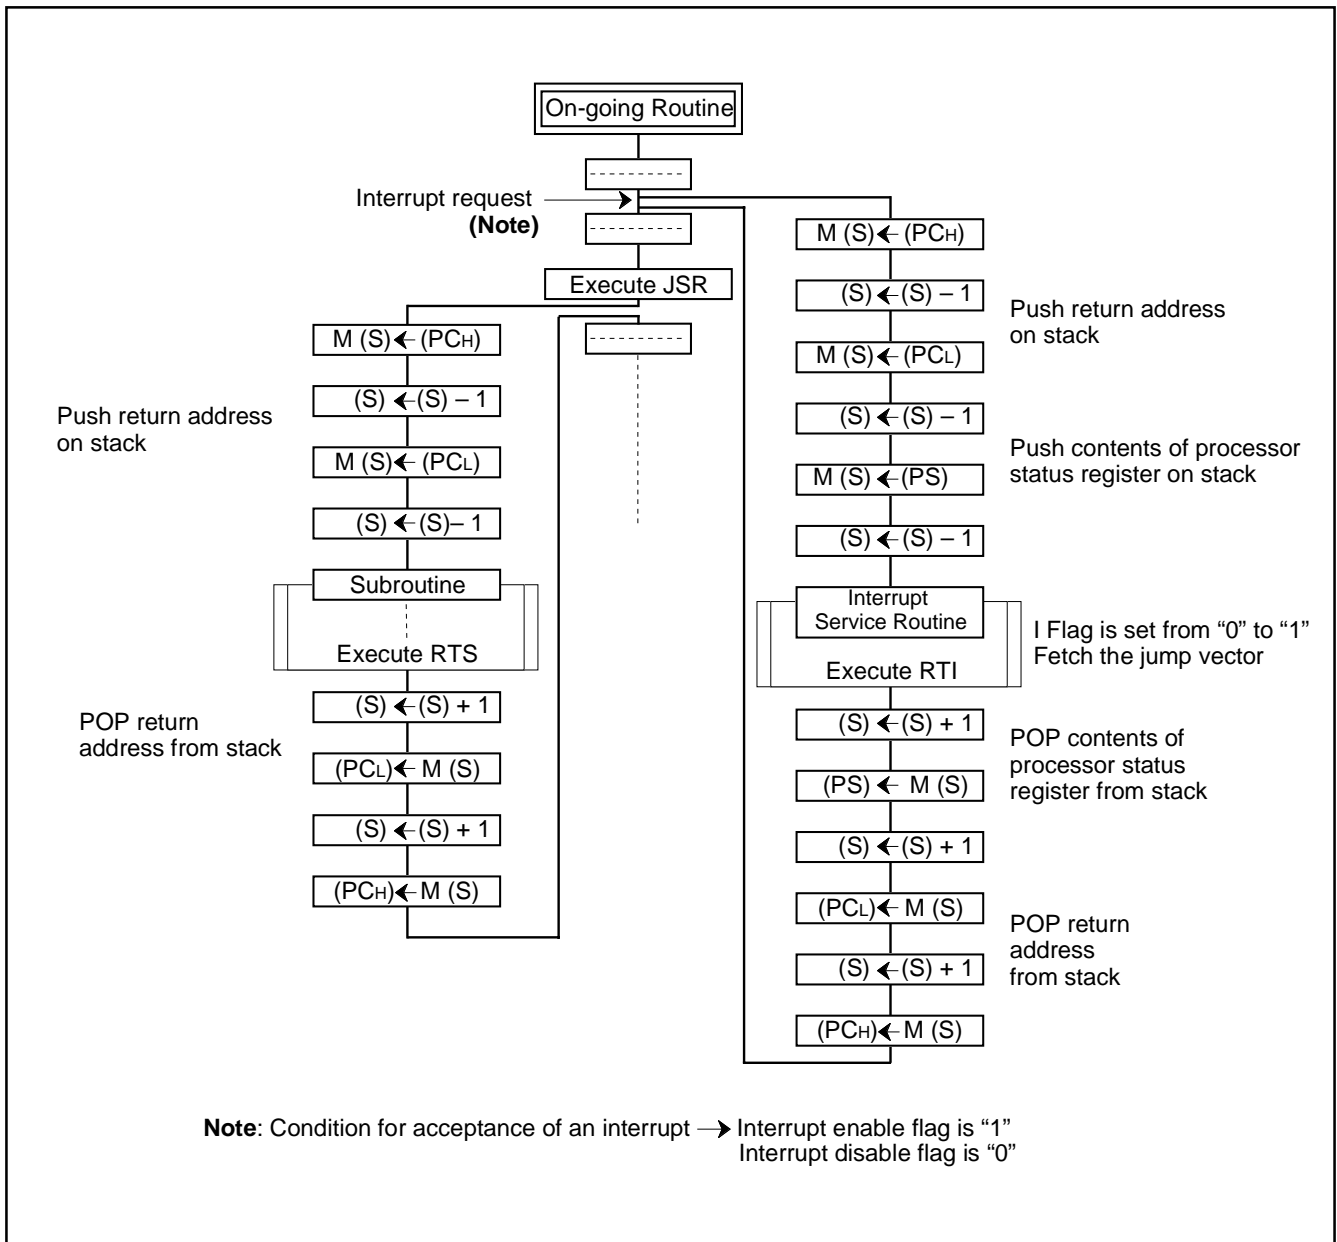 On-going Routine
Interrupt request
(Note)
Execute JSR
M (S) ← (PCH)
(S) ← (S) – 1
M (S) ← (PCL)
(S) ← (S)– 1
Push return address
on stack
Subroutine
Execute RTS
POP return
address from stack
(S) ← (S) + 1
(PCL) ← M (S)
(S) ← (S) + 1
(PCH) ← M (S)
M (S) ← (PCH)
(S) ← (S) – 1
M (S) ← (PCL)
(S) ← (S) – 1
M (S) ← (PS)
(S) ← (S) – 1
Push return address
on stack
Push contents of processor
status register on stack
Interrupt
Service Routine
Execute RTI
I Flag is set from “0” to “1”
Fetch the jump vector
(S) ← (S) + 1
(PS) ← M (S)
(S) ← (S) + 1
(PCL) ← M (S)
(S) ← (S) + 1
(PCH) ← M (S)
POP contents of
processor status
register from stack
POP return
address
from stack
Note: Condition for acceptance of an interrupt → Interrupt enable flag is “1”
Interrupt disable flag is “0”